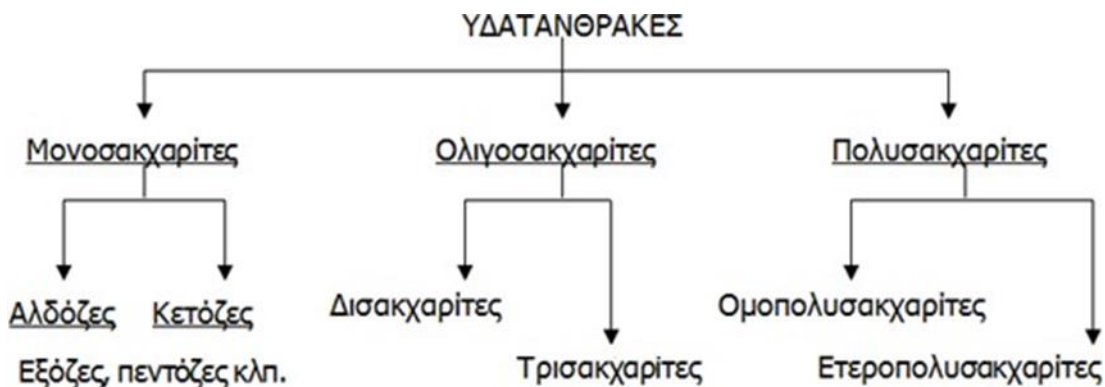 ΥΔΑΤΑΝΘΡΑΚΕΣ
Μονοσακχαρίτες Ολιγοσακχαρίτες Πολυσακχαρίτες
Αλδόζες Κετόζες Δισακχαρίτες Ομοπολυσακχαρίτες
Εξόζες, πεντόζες κλπ. Τρισακχαρίτες Ετεροπολυσακχαρίτες